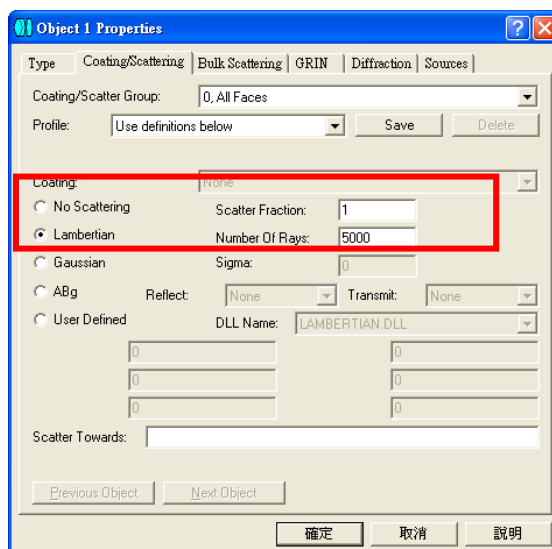 Object 1 Properties
Type Coating/Scattering Bulk Scattering GRIN Diffraction Sources
Coating/Scatter Group: 0, All Faces
Profile: Use definitions below Save Delete
Coating: None
No Scattering Scatter Fraction: 1
Lambertian Number Of Rays: 5000
Gaussian Sigma: 0
ABg Reflect: None Transmit: None
User Defined DLL Name: LAMBERTIAN.DLL
0 0
0 0
0 0
Scatter Towards:
Previous Object Next Object
確定 取消 說明